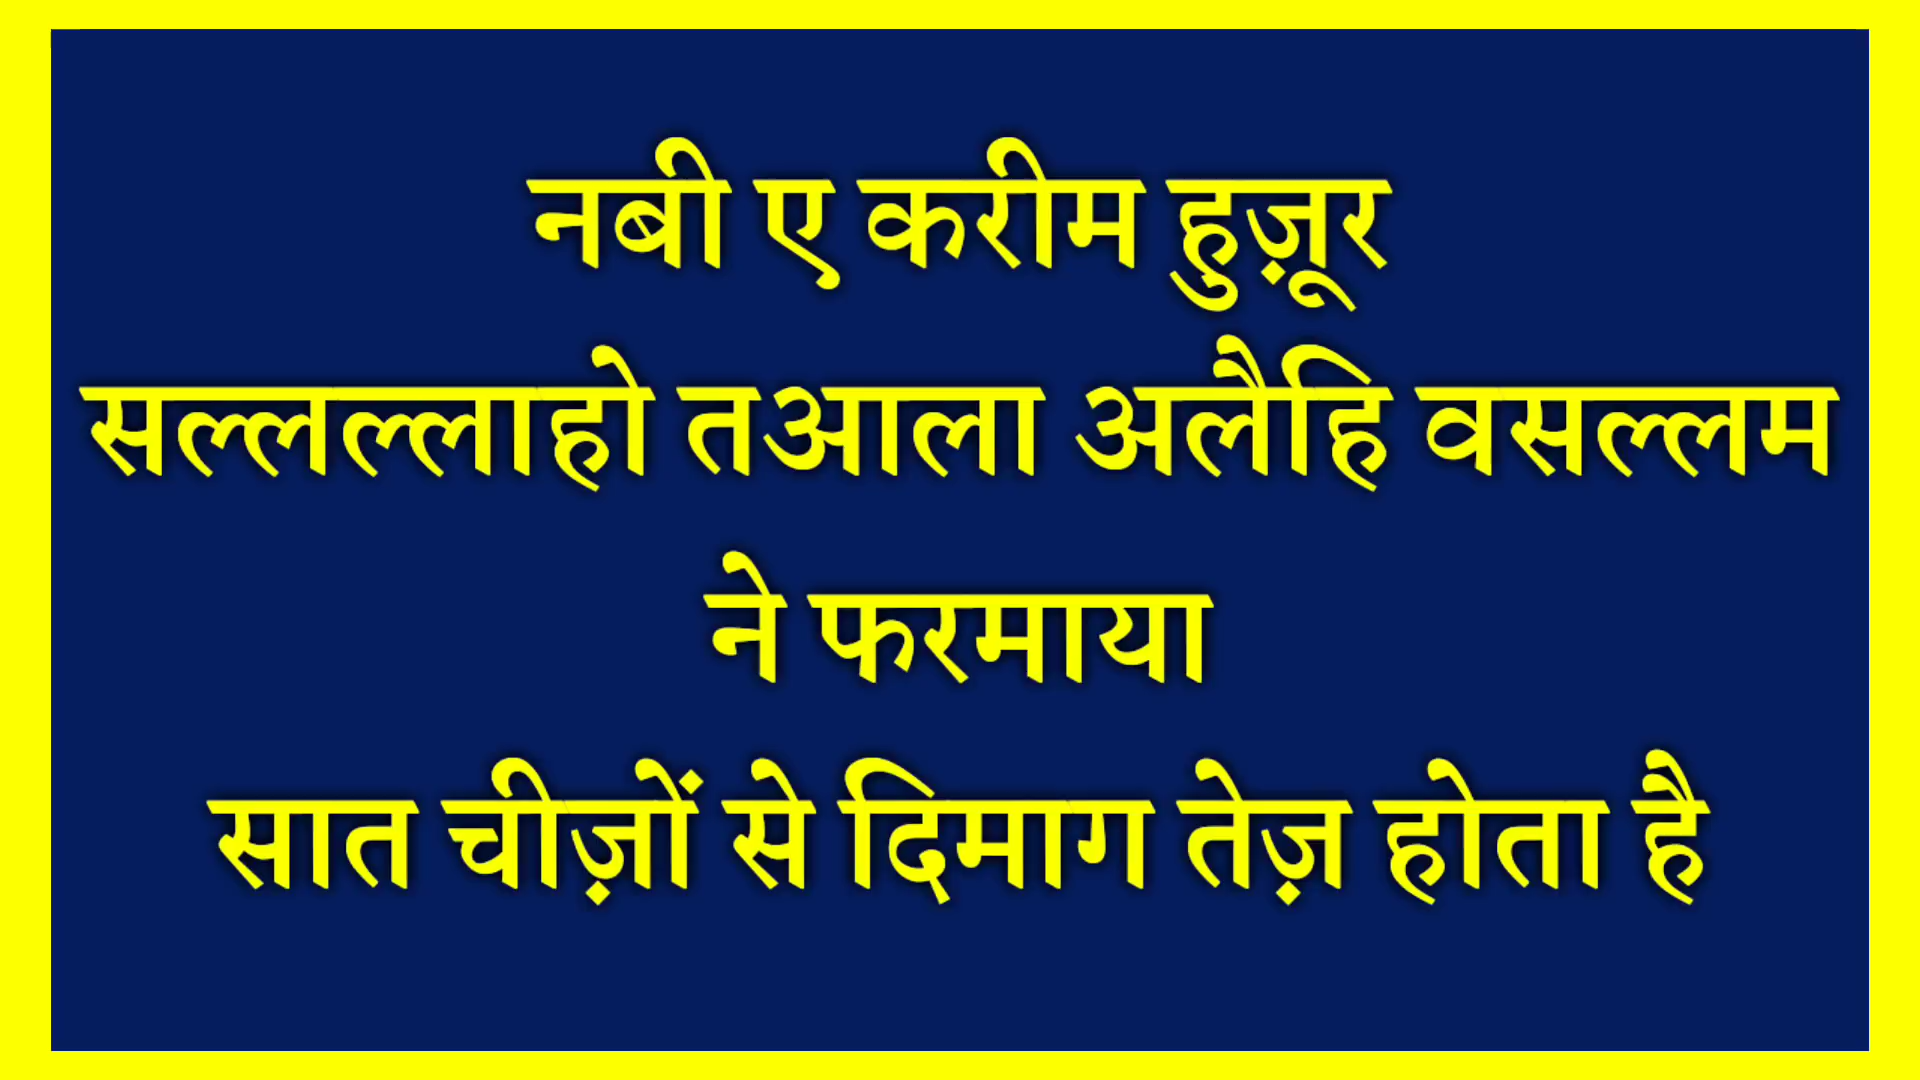 नबी ए करीम हुज़ूर
सल्लल्लाहो तआला अलैहि वसल्लम
ने फरमाया
सात चीज़ों से दिमाग तेज़ होता है